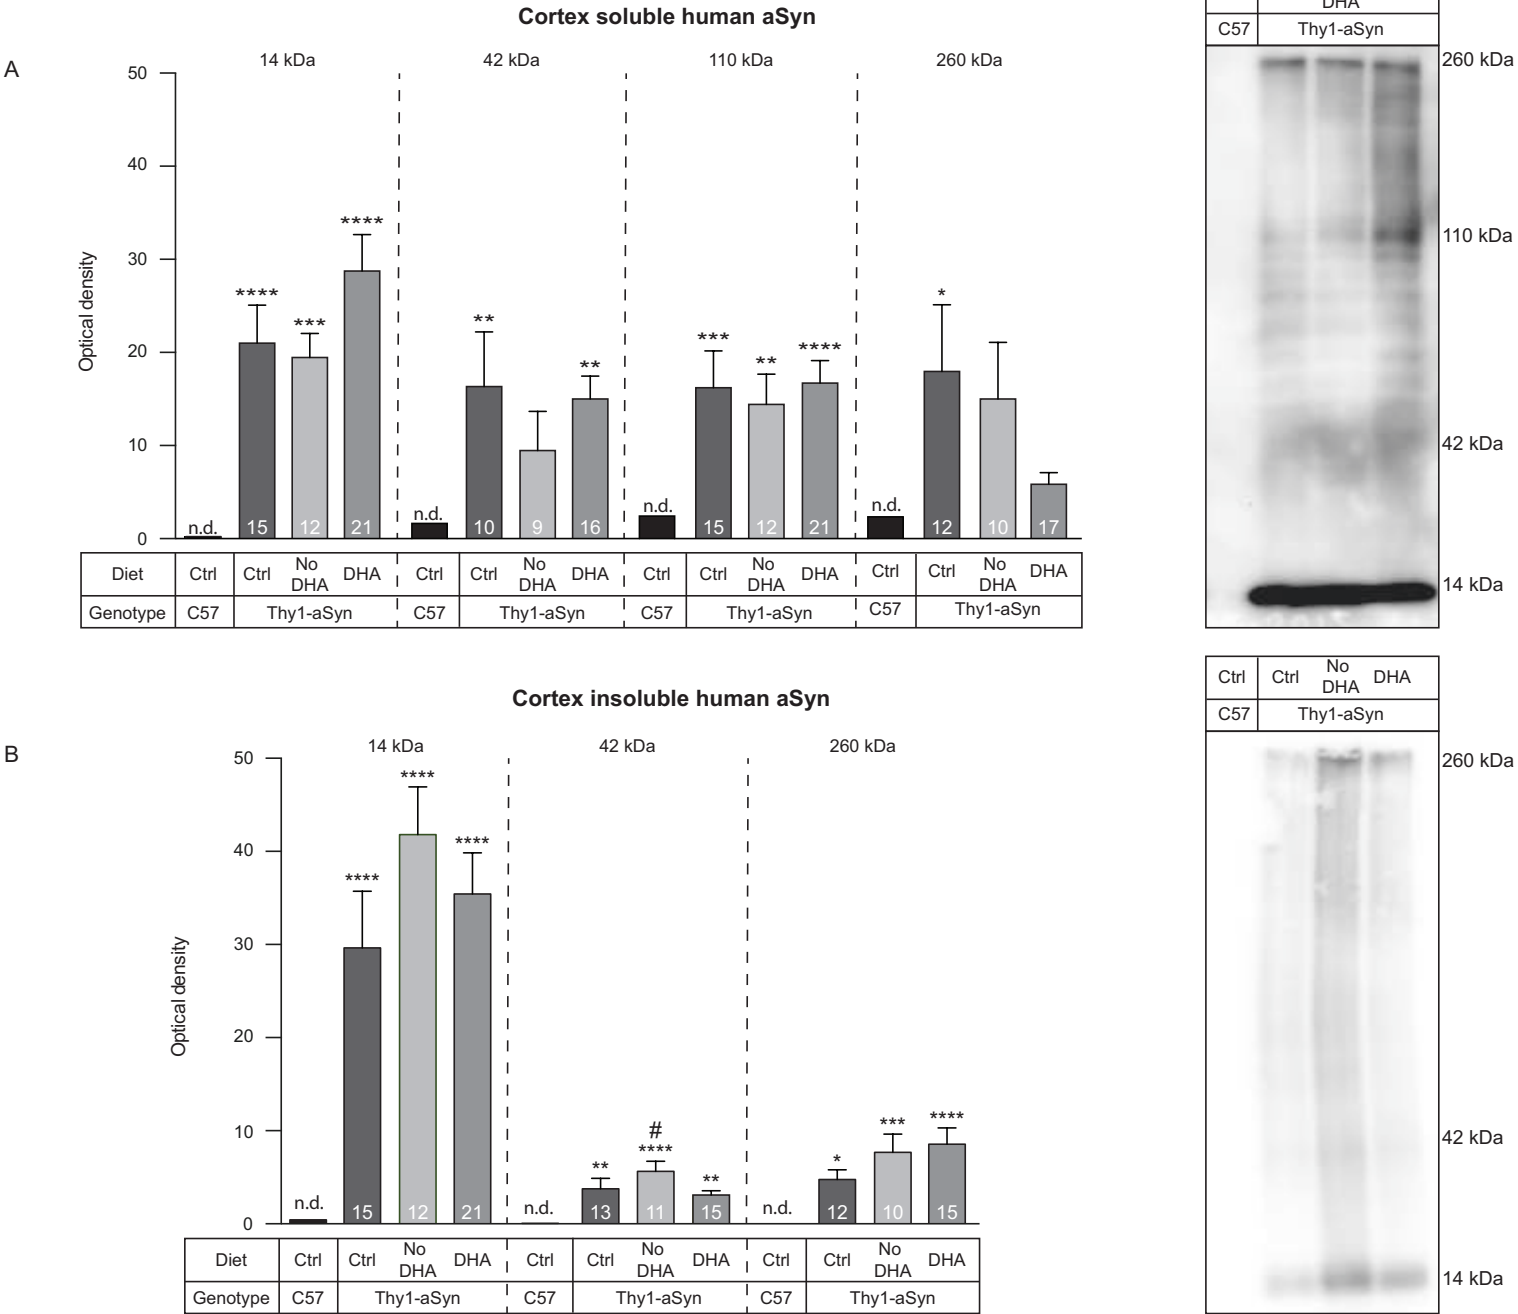 Cortex soluble human aSyn
A
14 kDa 42 kDa 110 kDa 260 kDa
50
40
30
20
10
0
Optical density
n.d. **** *** ****
15 12 21
n.d. ** **
10 9 16
n.d. *** ** ****
15 12 21
n.d. *
12 10 17
Diet Ctrl Ctrl No DHA DHA Ctrl Ctrl No DHA DHA Ctrl Ctrl No DHA DHA Ctrl Ctrl No DHA DHA
Genotype C57 Thy1-aSyn C57 Thy1-aSyn C57 Thy1-aSyn C57 Thy1-aSyn
DHA
C57 Thy1-aSyn
260 kDa
110 kDa
42 kDa
14 kDa
Cortex insoluble human aSyn
B
14 kDa 42 kDa 260 kDa
50
40
30
20
10
0
Optical density
n.d. **** **** ****
15 12 21
#
n.d. ** **** **
13 11 15
n.d. * *** ****
12 10 15
Diet Ctrl Ctrl No DHA DHA Ctrl Ctrl No DHA DHA Ctrl Ctrl No DHA DHA
Genotype C57 Thy1-aSyn C57 Thy1-aSyn C57 Thy1-aSyn
Ctrl Ctrl No DHA DHA
C57 Thy1-aSyn
260 kDa
42 kDa
14 kDa